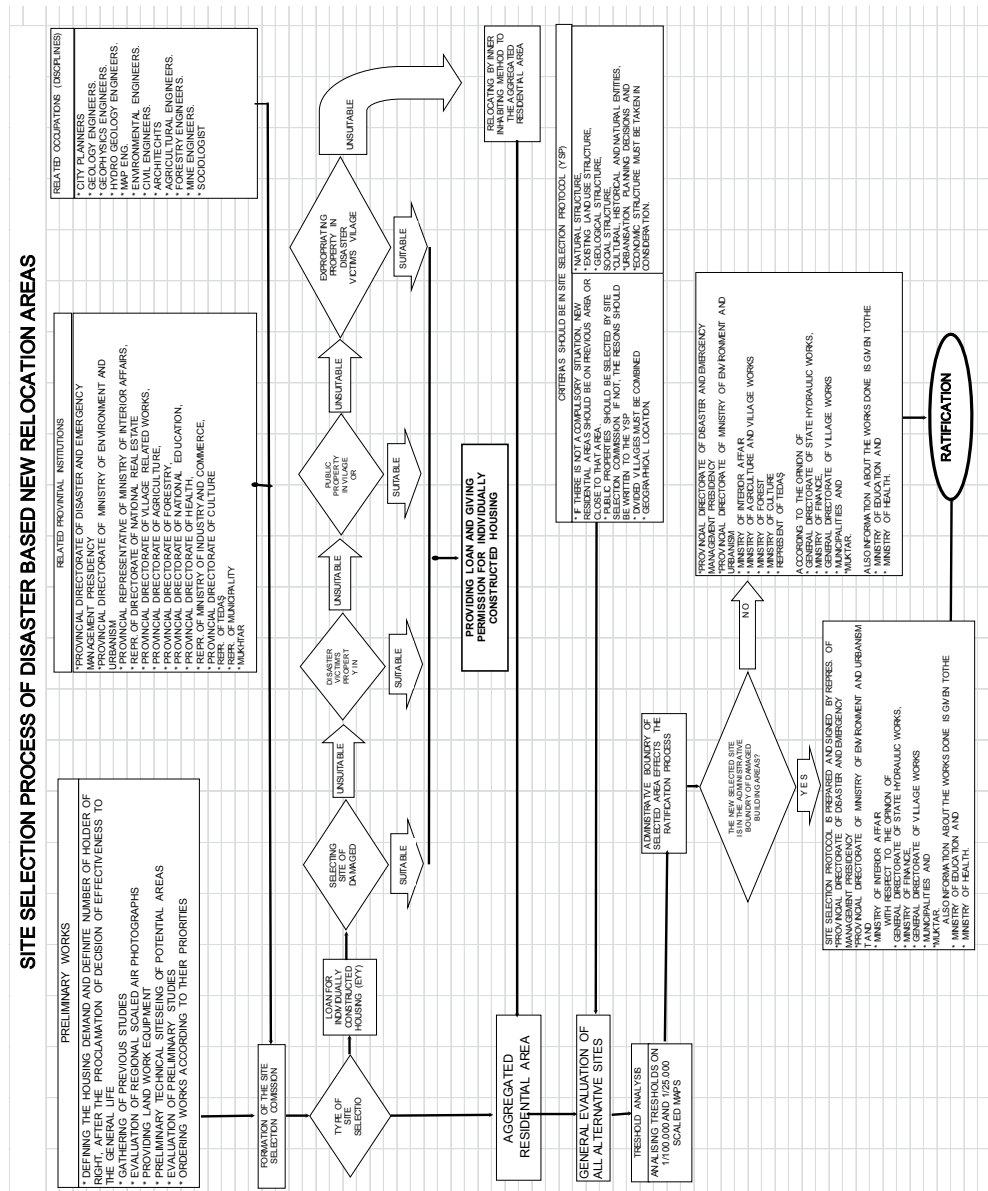 SITE SELECTION PROCESS OF DISASTER BASED NEW RELOCATION AREAS
PRELIMINARY WORKS
* DEFINING THE HOUSING DEMAND AND DEFINITE NUMBER OF HOLDER OF
RIGHT, AFTER THE PROCLAMATION OF DECISION OF EFFECTIVENESS TO
THE GENERAL LIFE
* GATHERING OF PREVIOUS STUDIES
* EVALUATION OF REGIONAL SCALED AIR PHOTOGRAPHS
* PROVIDING LAND WORK EQUIPMENT
* PRELIMINARY TECHNICAL SITESEING OF POTENTIAL AREAS
* EVALUATION OF PRELIMINARY STUDIES
* ORDERING WORKS ACCORDING TO THEIR PRIORITIES
RELATED PROVINTIAL INSTITUTIONS
*PROVINCIAL DIRECTORATE OF DISASTER AND EMERGENCY
MANAGEMENT PRESIDENCY
*PROVINCIAL DIRECTORATE OF MINISTRY OF ENVIRONMENT AND
URBANISM
* PROVINCIAL REPRESENTATIVE OF MINISTRY OF INTERIOR AFFAIRS,
* REPR. OF DIRECTORATE OF NATIONAL REAL ESTATE
* PROVINCIAL DIRECTORATE OF VILLAGE RELATED WORKS,
* PROVINCIAL DIRECTORATE OF AGRICULTURE,
* PROVINCIAL DIRECTORATE OF FORESTRY,
* PROVINCIAL DIRECTORATE OF NATIONAL EDUCATION,
* PROVINCIAL DIRECTORATE OF HEALTH,
* REPR. OF MINISTRY OF INDUSTRY AND COMMERCE,
* PROVINCIAL DIRECTORATE OF CULTURE
* REPR. OF TEDAŞ
REPR. OF MUNICIPALITY
* MUKHTAR
RELATED OCCUPATIONS (DISCIPLINES)
* CITY PLANNERS
* GEOLOGY ENGINEERS.
* GEOPHYSICS ENGINEERS.
* HYDRO GEOLOGY ENGINEERS.
* MAP ENG.
* ENVIRONMENTAL ENGINEERS.
* CIVIL ENGINEERS.
* ARCHITECHTS
* AGRICULTURAL ENGINEERS.
* FORESTRY ENGINEERS.
* MINE ENGINEERS.
* SOCIOLOGIST
FORMATION OF THE SITE
SELECTION COMISSION
TYPE OF
SITE
SELECTIO
LOAN FOR
INDIVIDUALLY
CONSTRUCTED
HOUSING (EYY)
SELECTING
SITE OF
DAMAGED
UNSUITABLE
DISASTER
VICTIM'S
PROPERT
Y IN
UNSUITABLE
PUBLIC
PROPERTY
IN VILLAGE
OR
UNSUITABLE
EXPROPRIATING
PROPERTY IN
DISASTER
VICTIM'S VILAGE
UNSUITABLE
SUITABLE
SUITABLE
SUITABLE
SUITABLE
PROVIDING LOAN AND GIVING
PERMISSION FOR INDIVIDUALLY
CONSTRUCTED HOUSING
RELOCATING BY INNER
INHABITING METHOD TO
THE AGGREGATED
RESIDENTIAL AREA
AGGREGATED
RESIDENTIAL AREA
CRITERIAS SHOULD BE IN SITE SELECTION PROTOCOL (YSP)
* IF THERE IS NOT A COMPULSORY SITUATION, NEW
RESIDENTIAL AREAS SHOULD BE ON PREVIOUS AREA OR
CLOSE TO THAT AREA.
* PUBLIC PROPERTIES SHOULD BE SELECTED BY SITE
SELECTION COMMISSION, IF NOT, THE RESONS SHOULD
BE WRITTEN TO THE YSP
* DIVIDED VILLAGES MUST BE COMBINED
* GEOGRAPHICAL LOCATION,
*NATURAL STRUCTURE,
*EXISTING LAND USE STRUCTURE,
*GEOLOGICAL STRUCTURE,
SOCIAL STRUCTURE,
*CULTURAL, HISTORICAL AND NATURAL ENTITIES,
*URBANISATION, PLANNING DECISIONS AND
*ECONOMIC STRUCTURE MUST BE TAKEN IN
CONSIDERATION.
GENERAL EVALUATION OF
ALL ALTERNATIVE SITES
TRESHOLD ANALYSIS
ANALISING TRESHOLDS ON
1/100.000 AND 1/25.000
SCALED MAPS
ADMINISTRATIVE BOUNDRY OF
SELECTED AREA EFFECTS THE
RATIFICATION PROCESS
THE NEW SELECTED SITE
IS IN THE ADMINISTRATIVE
BOUNDRY OF DAMAGED
BUILDING AREAS?
NO
YES
*PROVINCIAL DIRECTORATE OF DISASTER AND EMERGENCY
MANAGEMENT PRESIDENCY
*PROVINCIAL DIRECTORATE OF MINISTRY OF ENVIRONMENT AND
URBANISM
* MINISTRY OF INTERIOR AFFAIR
* MINISTRY OF AGRICULTURE AND VILLAGE WORKS
* MINISTRY OF FOREST
* MINISTRY OF CULTURE
* REPRESENT OF TEDAŞ
ACCORDING TO THE OPINION OF
* GENERAL DIRECTORATE OF STATE HYDRAULIC WORKS,
* MINISTRY OF FINANCE,
* GENERAL DIRECTORATE OF VILLAGE WORKS
* MUNICIPALITIES AND
*MUKTAR.
ALSO INFORMATION ABOUT THE WORKS DONE IS GIVEN TOTHE
* MINISTRY OF EDUCATION AND
* MINISTRY OF HEALTH.
SITE SELECTION PROTOCOL IS PREPARED AND SIGNED BY REPRES. OF
*PROVINCIAL DIRECTORATE OF DISASTER AND EMERGENCY
MANAGEMENT PRESIDENCY
*PROVINCIAL DIRECTORATE OF MINISTRY OF ENVIRONMENT AND URBANISM
T AND
* MINISTRY OF INTERIOR AFFAIR
WITH RESPECT TO THE OPINION OF
* GENERAL DIRECTORATE OF STATE HYDRAULIC WORKS,
* MINISTRY OF FINANCE,
* GENERAL DIRECTORATE OF VILLAGE WORKS
* MUNICIPALITIES AND
*MUKTAR.
ALSO INFORMATION ABOUT THE WORKS DONE IS GIVEN TOTHE
* MINISTRY OF EDUCATION AND
* MINISTRY OF HEALTH.
RATIFICATION